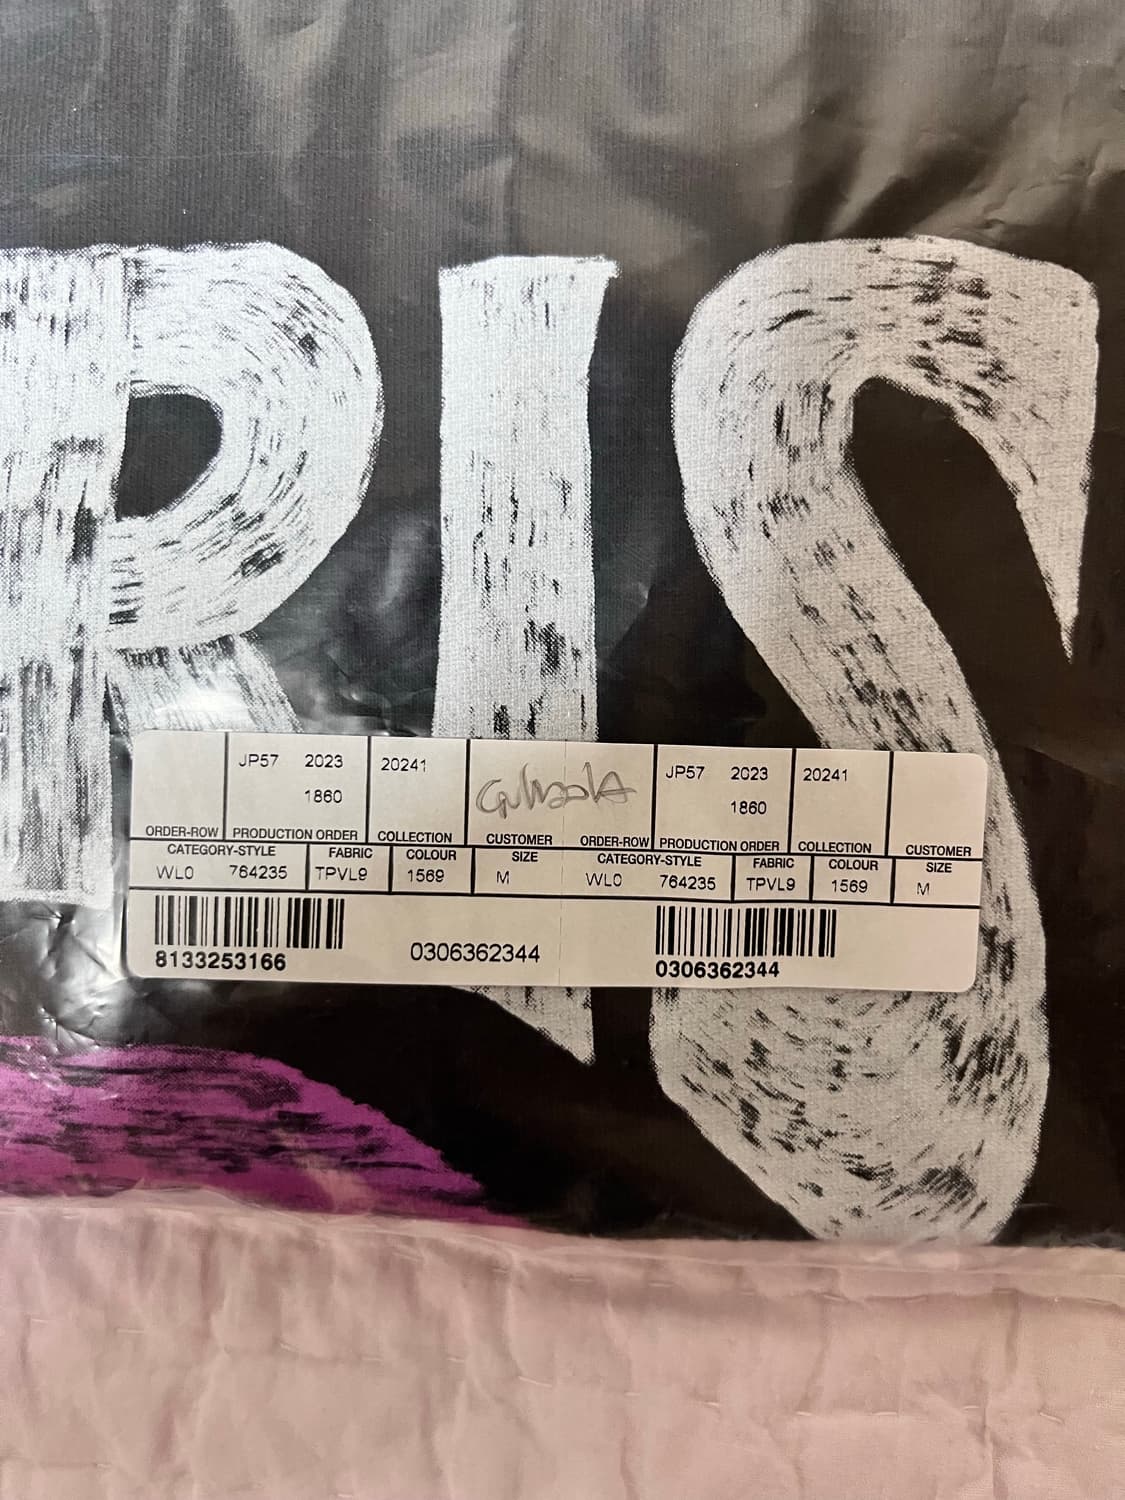 RIS
JP57 2023 20241 JP57 2023 20241
1860 1860
ORDER-ROW PRODUCTION ORDER COLLECTION CUSTOMER ORDER-ROW PRODUCTION ORDER COLLECTION CUSTOMER
CATEGORY-STYLE FABRIC COLOUR SIZE CATEGORY-STYLE FABRIC COLOUR SIZE
WL0 764235 TPVL9 1569 M WL0 764235 TPVL9 1569 M
8133253166 0306362344 0306362344